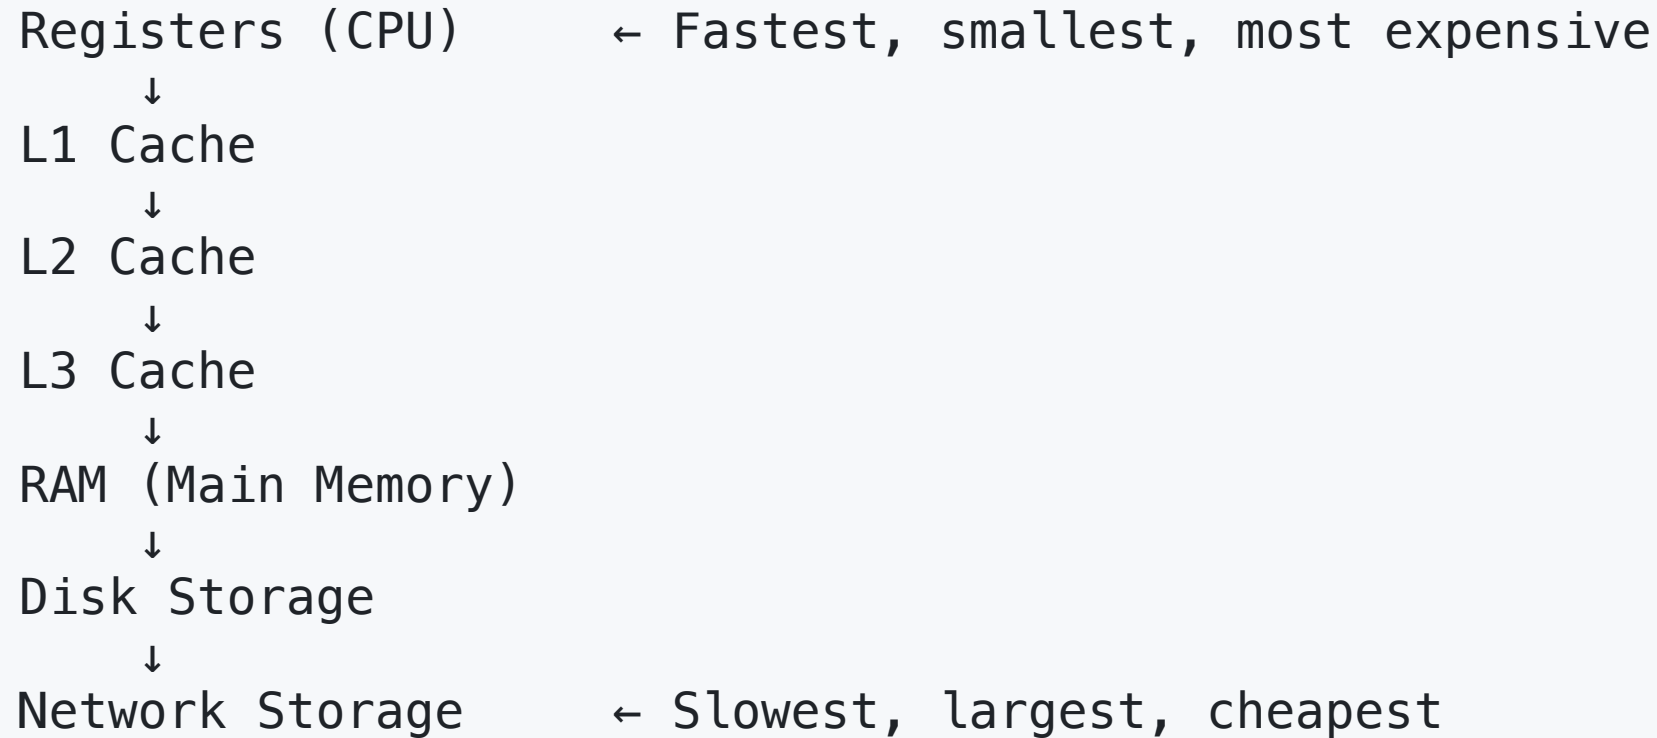 Registers (CPU)     ← Fastest, smallest, most expensive
    ↓
L1 Cache
    ↓
L2 Cache
    ↓
L3 Cache
    ↓
RAM (Main Memory)
    ↓
Disk Storage
    ↓
Network Storage     ← Slowest, largest, cheapest